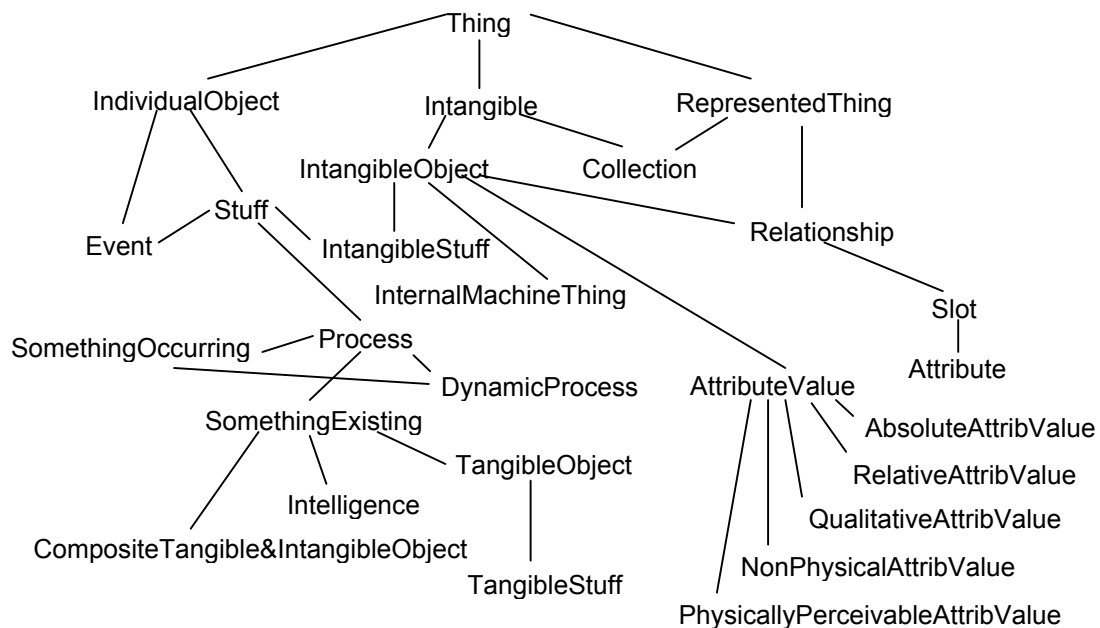 Thing
IndividualObject
Intangible
RepresentedThing
IntangibleObject
Collection
Stuff
Event
IntangibleStuff
Relationship
InternalMachineThing
Slot
SomethingOccurring
Process
Attribute
DynamicProcess
AttributeValue
SomethingExisting
AbsoluteAttribValue
TangibleObject
RelativeAttribValue
Intelligence
QualitativeAttribValue
CompositeTangible&IntangibleObject
NonPhysicalAttribValue
TangibleStuff
PhysicallyPerceivableAttribValue